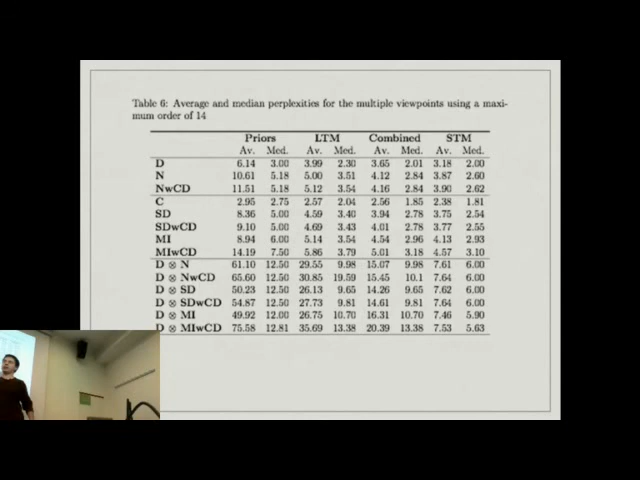 Table 6: Average and median perplexities for the multiple viewpoints using a maxi-
mum order of 14
Priors LTM Combined STM
Av. Med. Av. Med. Av. Med. Av. Med.
D 6.14 3.00 3.99 2.30 3.65 2.01 3.18 2.00
N 10.61 5.18 5.00 3.51 4.12 2.84 3.87 2.60
NwCD 11.51 5.18 5.12 3.54 4.16 2.84 3.90 2.62
C 2.95 2.75 2.57 2.04 2.56 1.85 2.38 1.81
SD 8.36 5.00 4.59 3.40 3.94 2.78 3.75 2.54
SDwCD 9.10 5.00 4.69 3.43 4.01 2.78 3.77 2.55
MI 8.94 6.00 5.14 3.54 4.54 2.96 4.13 2.93
MIwCD 14.19 7.50 5.86 3.79 5.01 3.18 4.57 3.10
D ⊗ N 61.10 12.50 29.55 9.98 15.07 9.98 7.61 6.00
D ⊗ NwCD 65.60 12.50 30.85 19.59 15.45 10.1 7.64 6.00
D ⊗ SD 50.23 12.50 26.13 9.65 14.26 9.65 7.62 6.00
D ⊗ SDwCD 54.87 12.50 27.73 9.81 14.61 9.81 7.64 6.00
D ⊗ MI 49.92 12.00 26.75 10.70 16.31 10.70 7.46 5.90
D ⊗ MIwCD 75.58 12.81 35.69 13.38 20.39 13.38 7.53 5.63